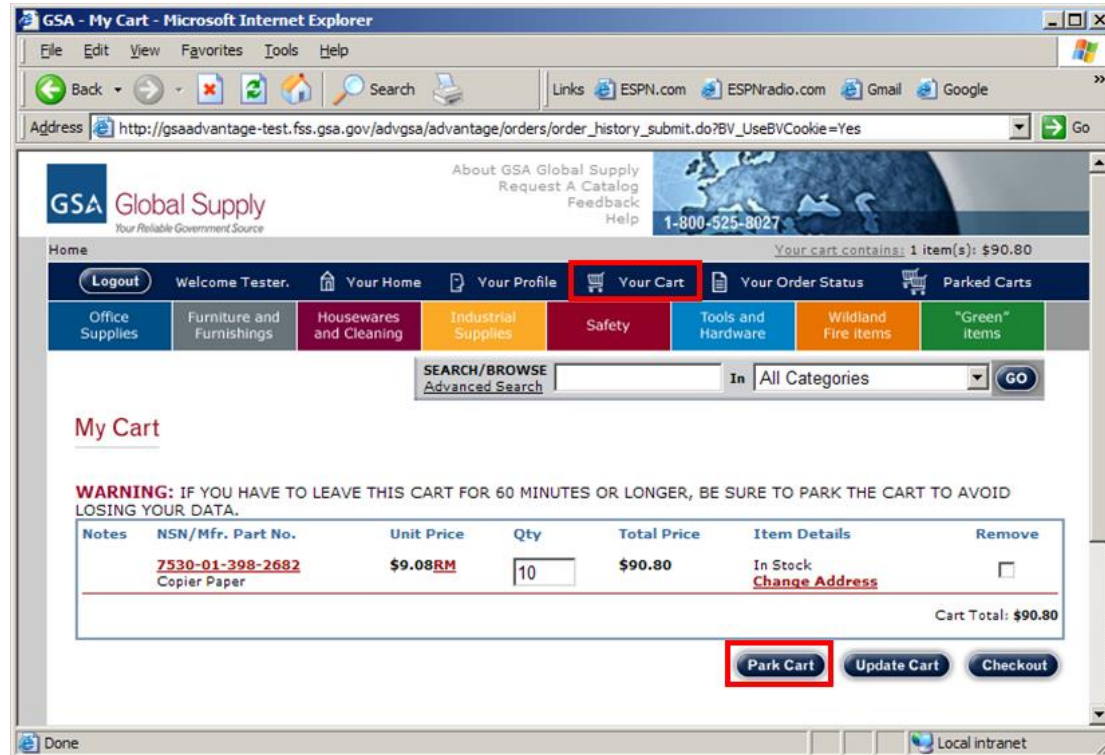 GSA - My Cart - Microsoft Internet Explorer
File Edit View Favorites Tools Help
Back Search Links ESPN.com ESPNradio.com Gmail Google »
Address http://gsaadvantage-test.fss.gsa.gov/advgsa/advantage/orders/order_history_submit.do?BV_UseBVCookie=Yes Go
About GSA Global Supply
Request A Catalog
Feedback
Help
GSA Global Supply
Your Reliable Government Source
1-800-525-8027
Home Your cart contains: 1 item(s): $90.80
Logout Welcome Tester. Your Home Your Profile Your Cart Your Order Status Parked Carts
Office Supplies Furniture and Furnishings Housewares and Cleaning Industrial Supplies Safety Tools and Hardware Wildland Fire items "Green" items
SEARCH/BROWSE In All Categories GO
Advanced Search
My Cart
WARNING: IF YOU HAVE TO LEAVE THIS CART FOR 60 MINUTES OR LONGER, BE SURE TO PARK THE CART TO AVOID
LOSING YOUR DATA.
Notes NSN/Mfr. Part No. Unit Price Qty Total Price Item Details Remove
7530-01-398-2682 $9.08RM 10 $90.80 In Stock
Copier Paper Change Address
Cart Total: $90.80
Park Cart Update Cart Checkout
Done Local intranet